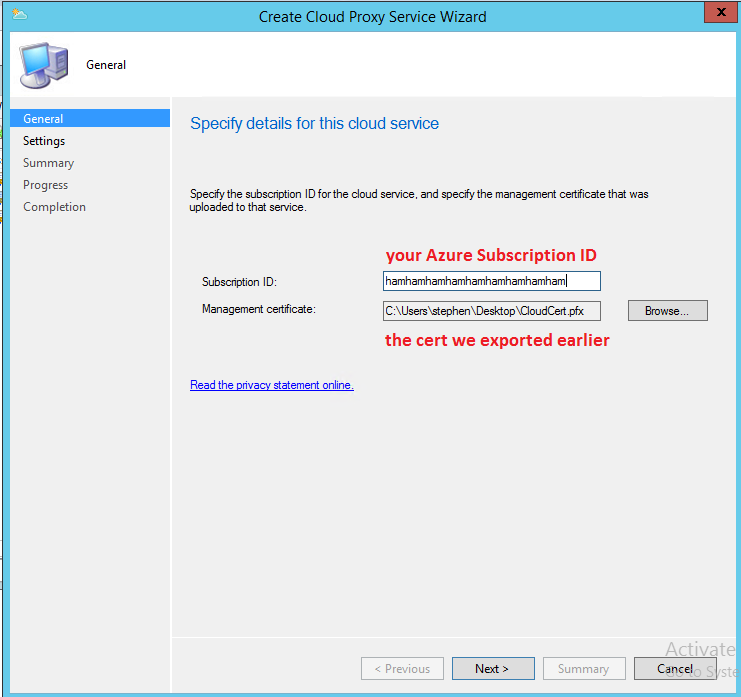 Create Cloud Proxy Service Wizard
x
General
General
Settings
Summary
Progress
Completion
Specify details for this cloud service
Specify the subscription ID for the cloud service, and specify the management certificate that was
uploaded to that service.
your Azure Subscription ID
Subscription ID:
hamhamhamhamhamhamhamhamham
Management certificate:
C:\Users\stephen\Desktop\CloudCert.pfx
Browse...
the cert we exported earlier
Read the privacy statement online.
Activate
< Previous
Next >
Summary
Cancel
to Syste